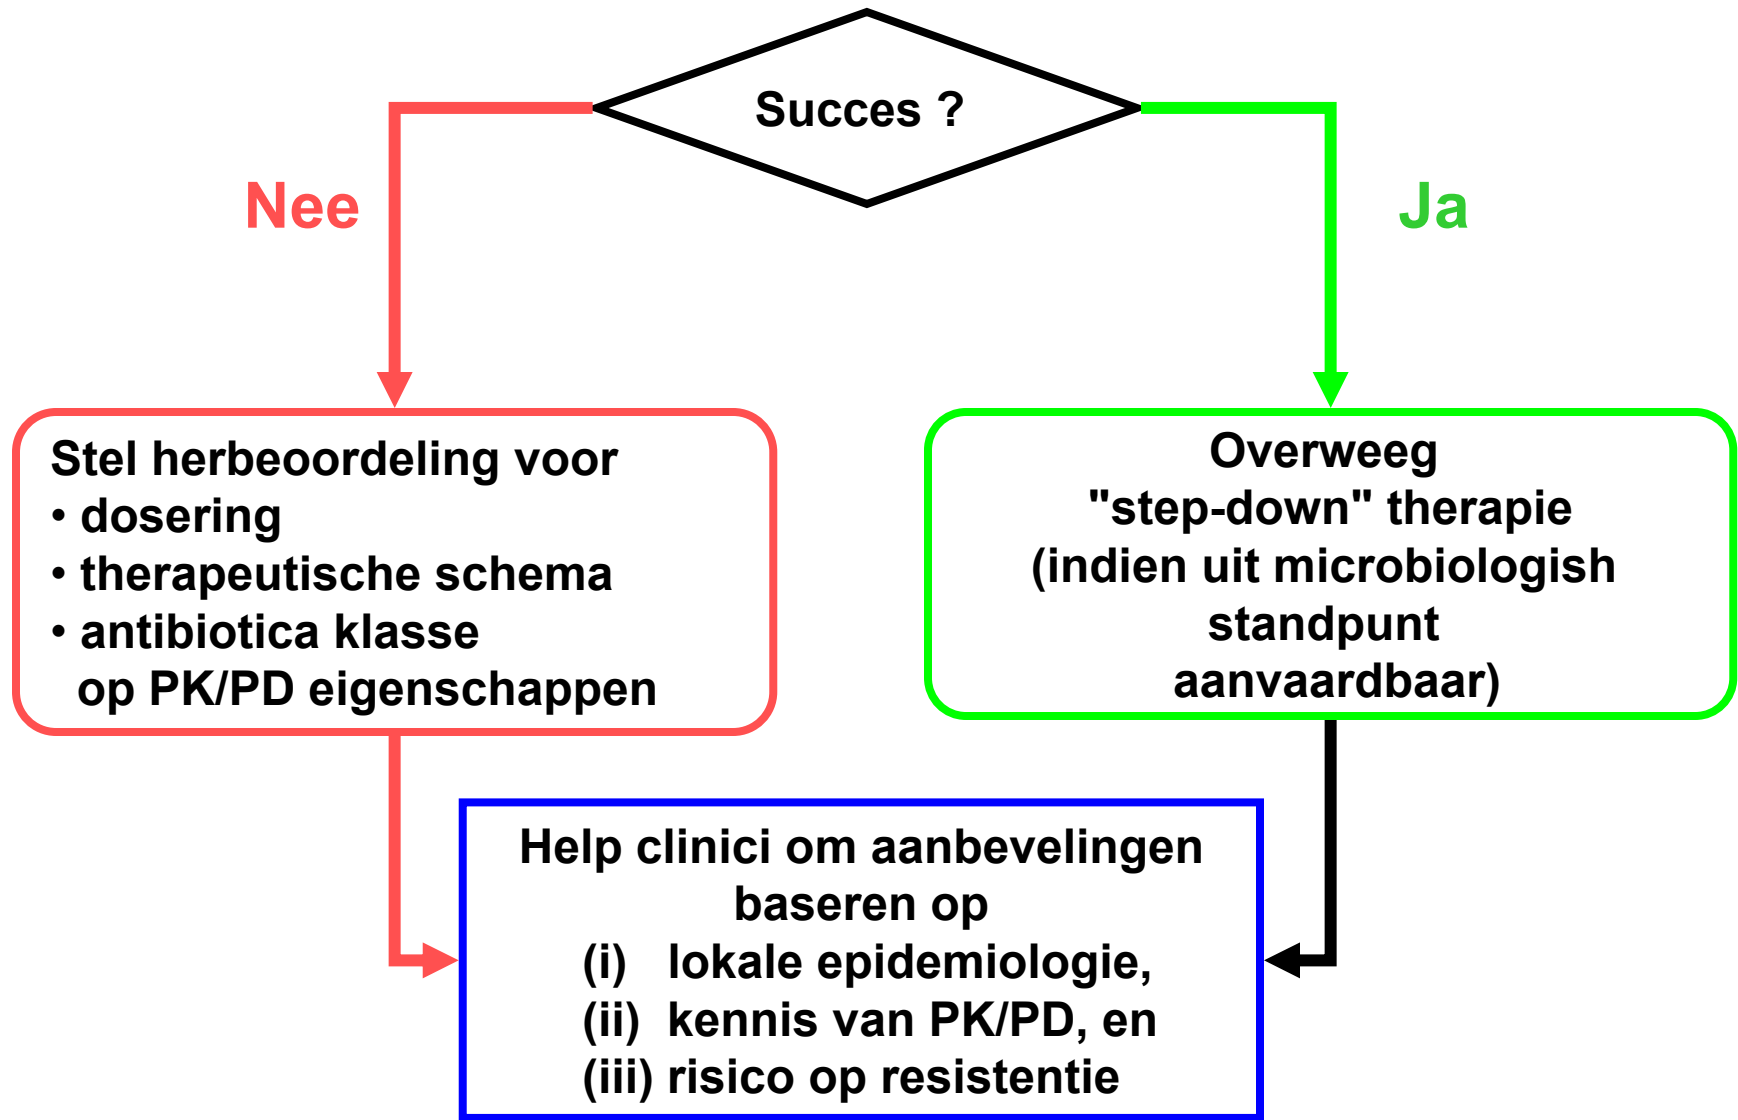 Succes ?
Nee
Ja
Stel herbeoordeling voor
• dosering
• therapeutische schema
• antibiotica klasse
op PK/PD eigenschappen
Overweeg
"step-down" therapie
(indien uit microbiologish
standpunt
aanvaardbaar)
Help clinici om aanbevelingen
baseren op
(i) lokale epidemiologie,
(ii) kennis van PK/PD, en
(iii) risico op resistentie